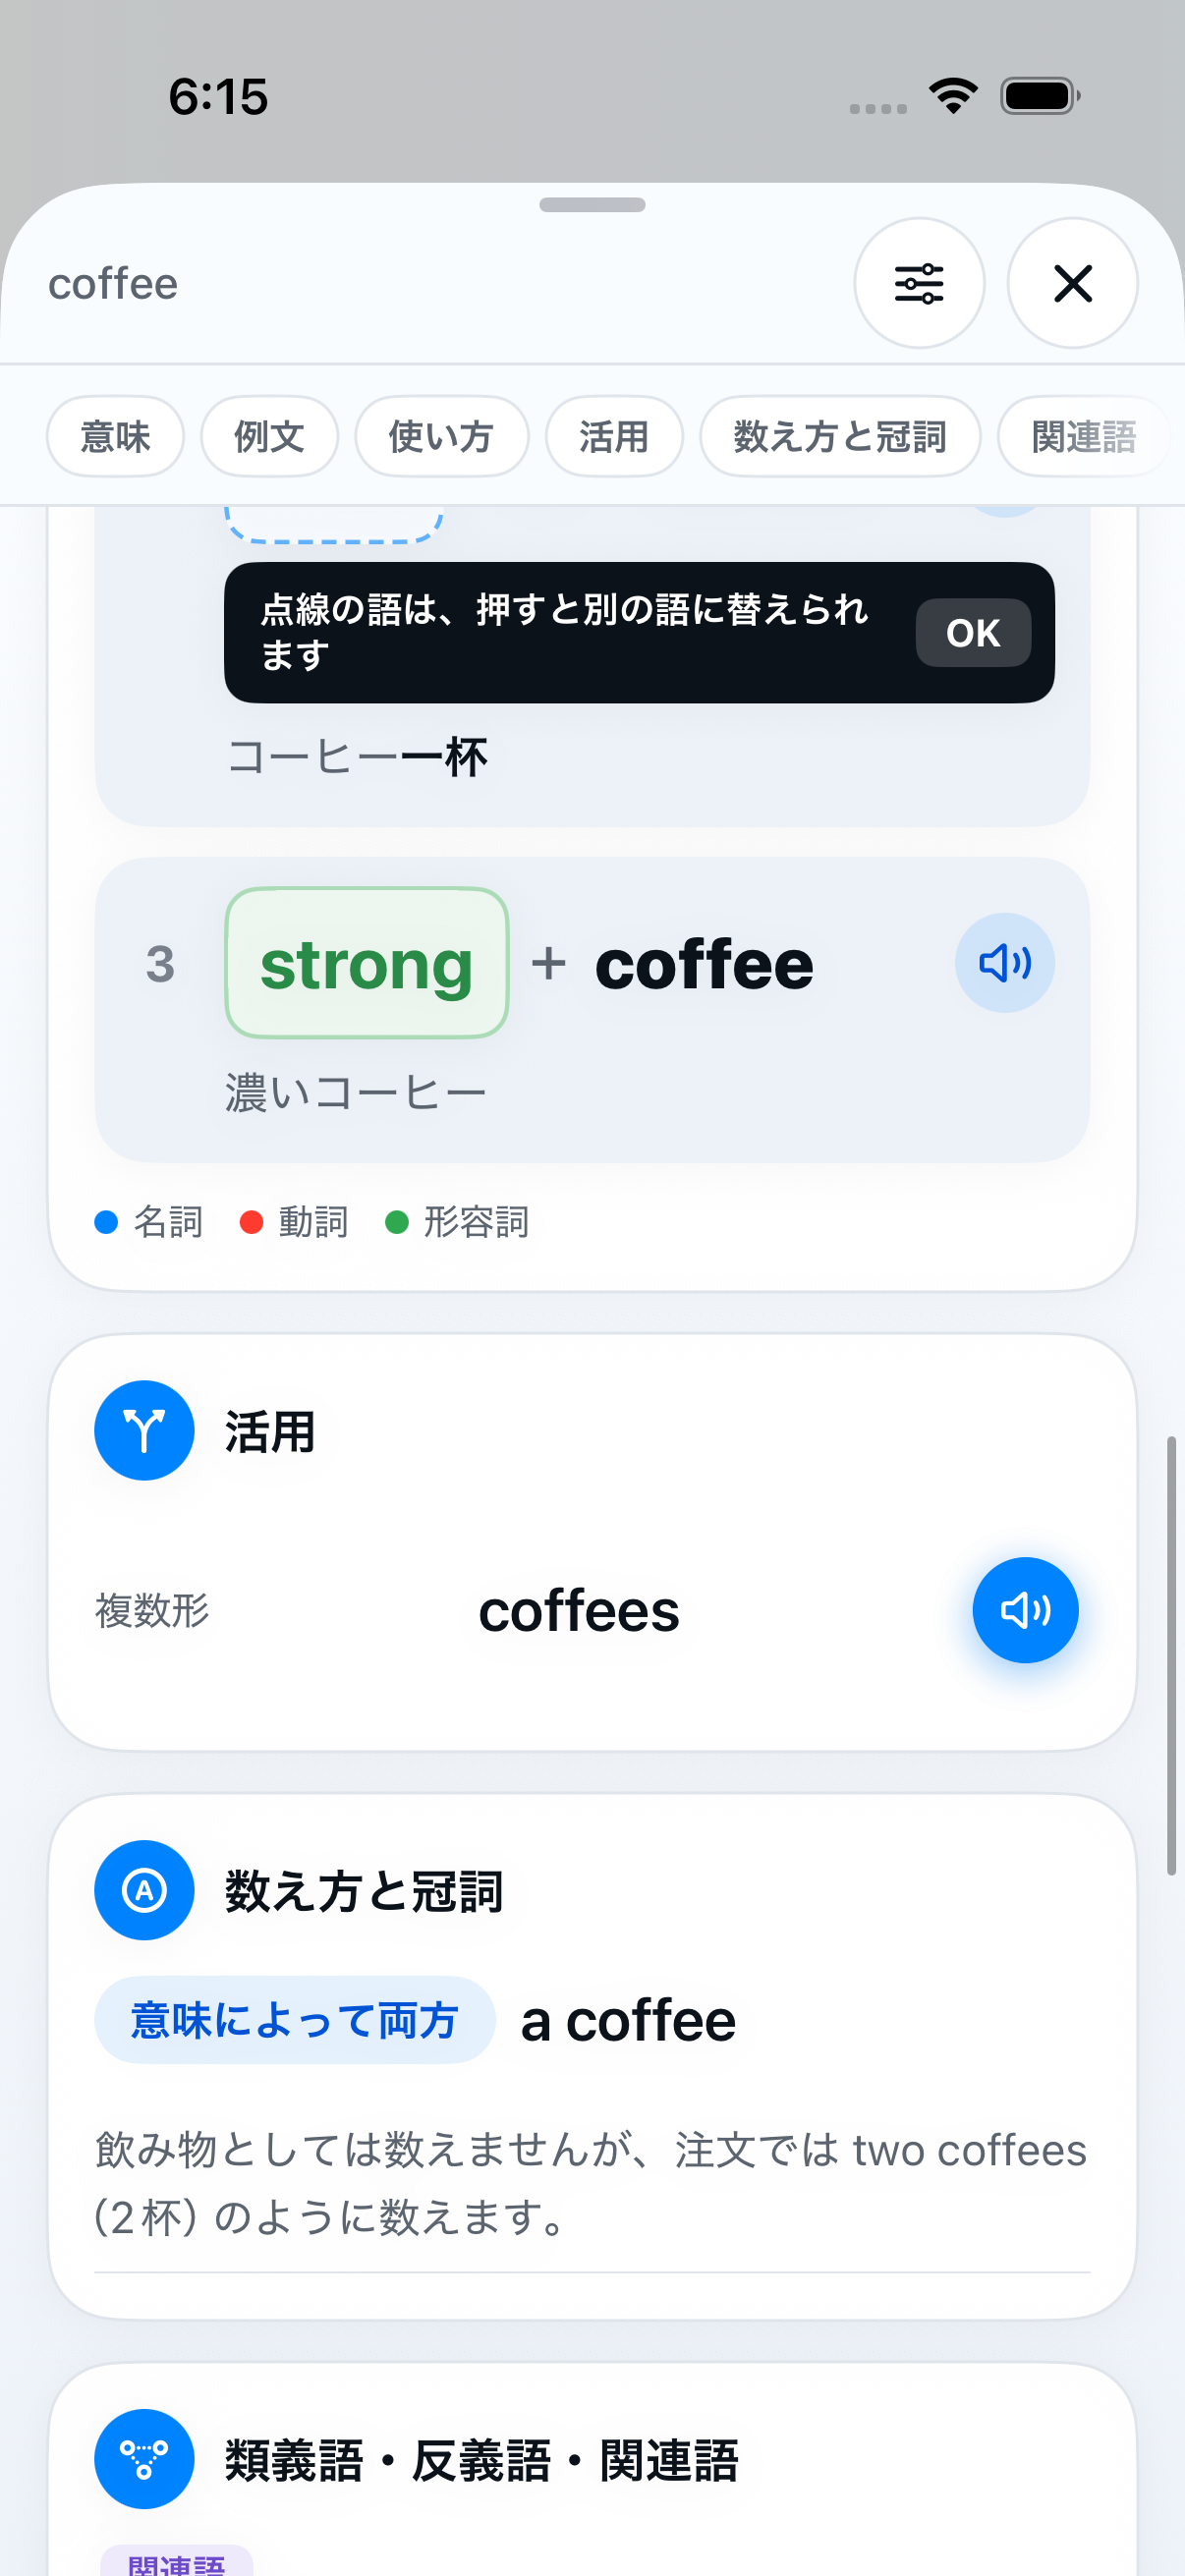 6:15
coffee
意味 例文 使い方 活用 数え方と冠詞 関連語
点線の語は、押すと別の語に替えられ
ます
OK
コーヒー一杯
3 strong + coffee
濃いコーヒー
名詞 動詞 形容詞
活用
複数形 coffees
数え方と冠詞
意味によって両方 a coffee
飲み物としては数えませんが、注文では two coffees
(2杯) のように数えます。
類義語・反義語・関連語
関連語